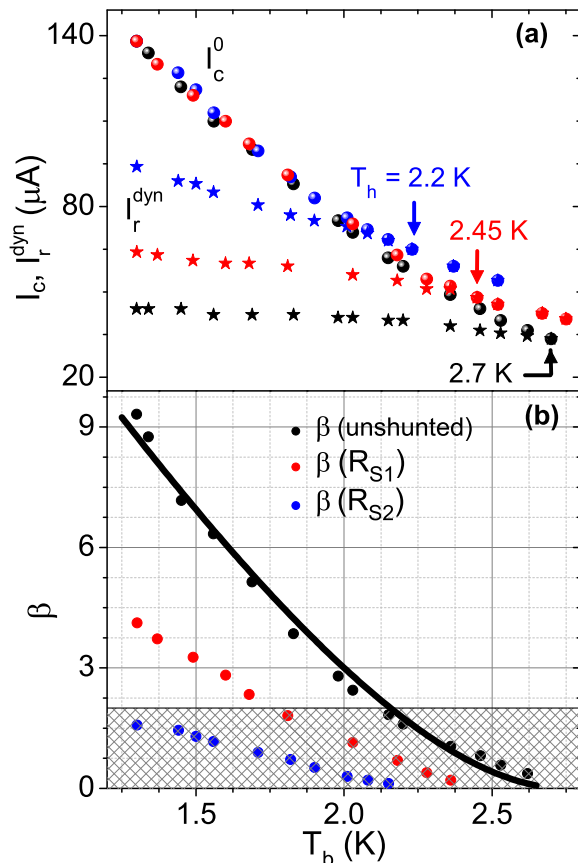 (a)
140
I_c^0
T_h = 2.2 K
I_r^dyn
80
2.45 K
20
2.7 K
I_c, I_r^dyn (μA)
(b)
9
β (unshunted)
β (R_S1)
β (R_S2)
6
3
0
β
1.5 2.0 2.5
T_b (K)